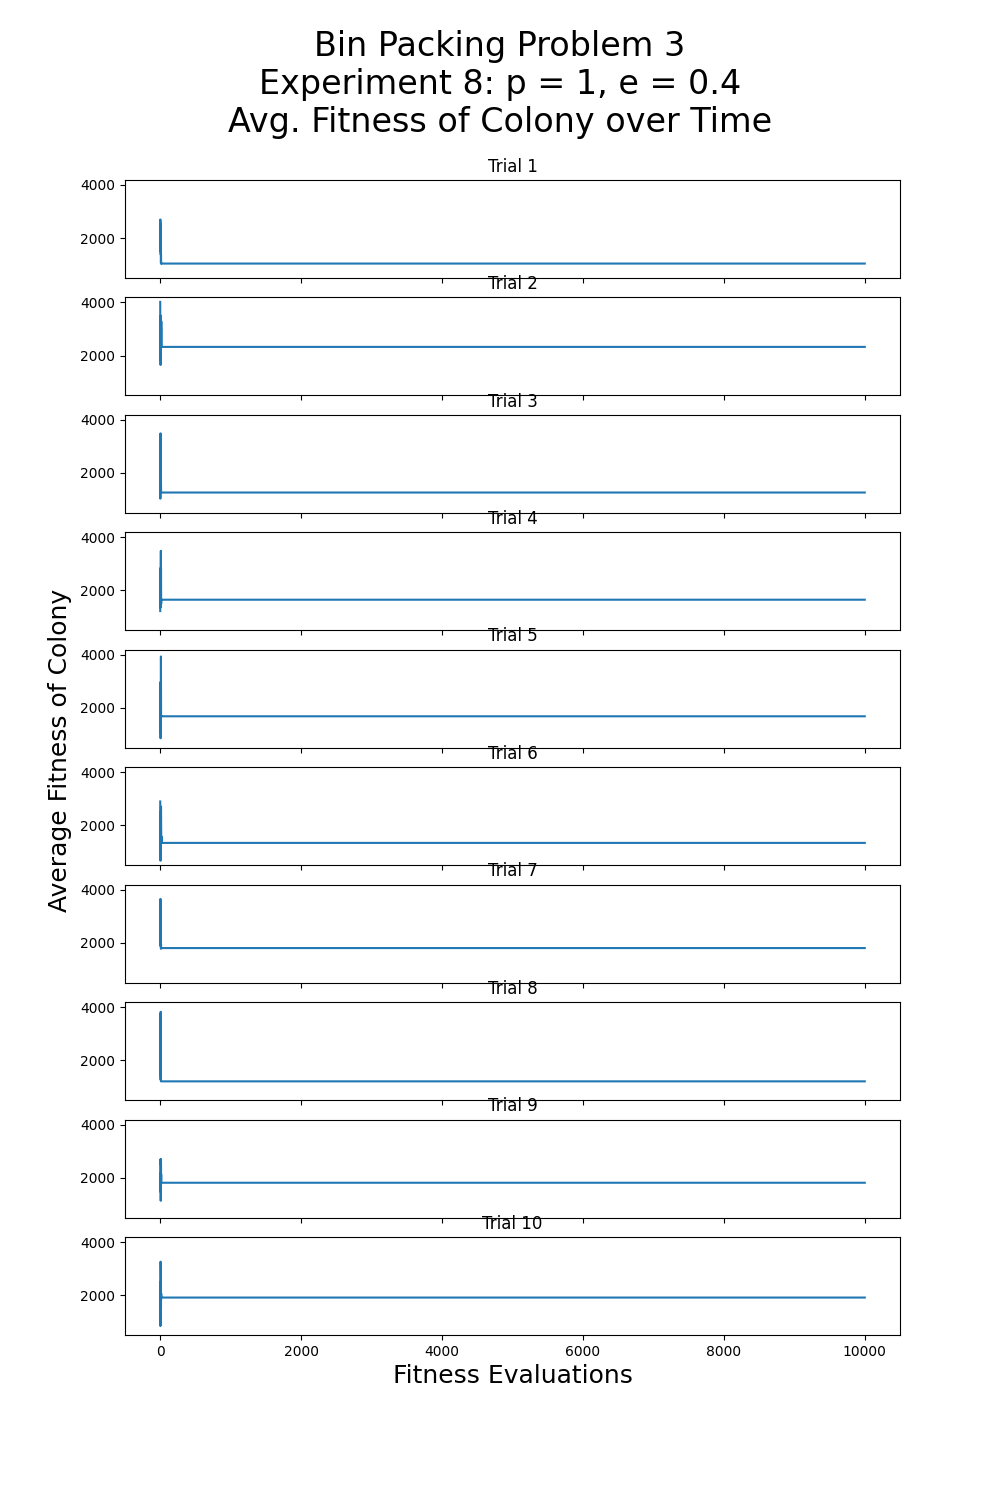 Bin Packing Problem 3
Experiment 8: p = 1, e = 0.4
Avg. Fitness of Colony over Time
Trial 1
4000
2000
Trial 2
4000
2000
Trial 3
4000
2000
Trial 4
4000
2000
Trial 5
4000
2000
Trial 6
4000
2000
Trial 7
4000
2000
Trial 8
4000
2000
Trial 9
4000
2000
Trial 10
4000
2000
0 2000 4000 6000 8000 10000
Fitness Evaluations
Average Fitness of Colony